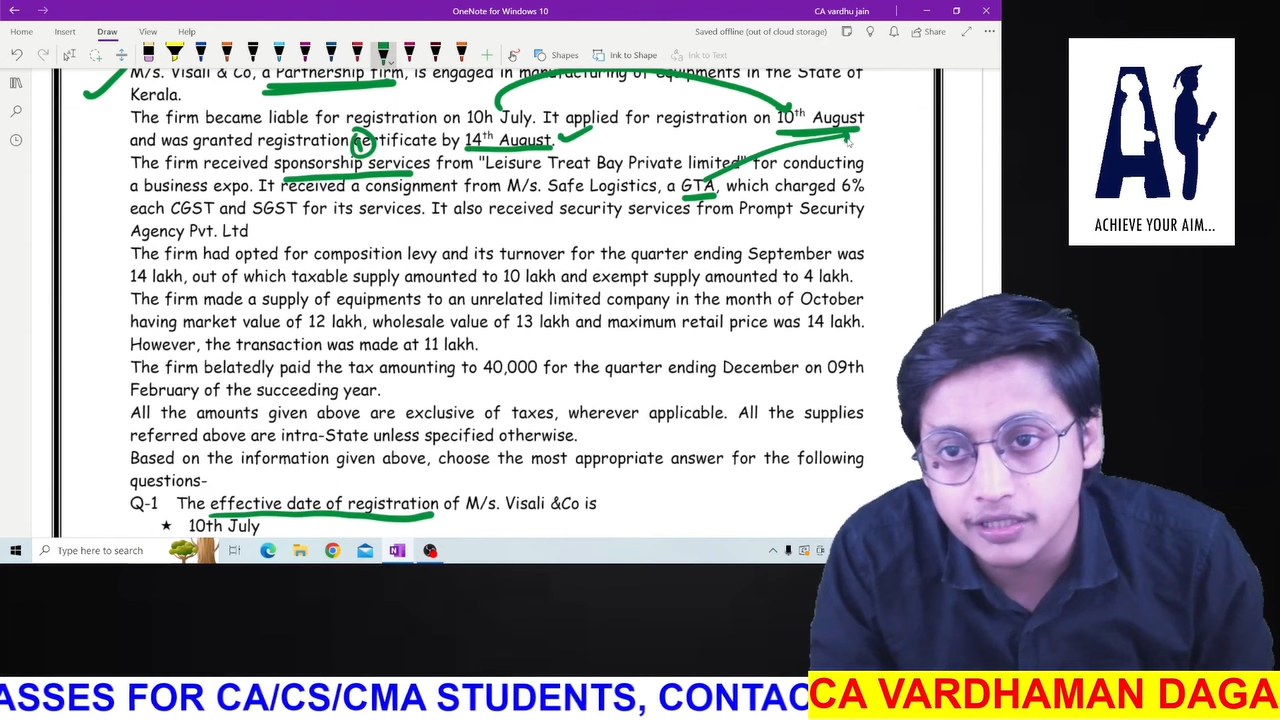 OneNote for Windows 10
CA vardhu jain
Home Insert Draw View Help
Saved offline (out of cloud storage)
Share
Shapes
Ink to Shape
Ink to Text
M/s. Visali & Co, a Partnership firm, is engaged in manufacturing of equipments in the State of
Kerala.
The firm became liable for registration on 10h July. It applied for registration on 10th August
and was granted registration certificate by 14th August.
The firm received sponsorship services from "Leisure Treat Bay Private limited" for conducting
a business expo. It received a consignment from M/s. Safe Logistics, a GTA, which charged 6%
each CGST and SGST for its services. It also received security services from Prompt Security
Agency Pvt. Ltd
The firm had opted for composition levy and its turnover for the quarter ending September was
14 lakh, out of which taxable supply amounted to 10 lakh and exempt supply amounted to 4 lakh.
The firm made a supply of equipments to an unrelated limited company in the month of October
having market value of 12 lakh, wholesale value of 13 lakh and maximum retail price was 14 lakh.
However, the transaction was made at 11 lakh.
The firm belatedly paid the tax amounting to 40,000 for the quarter ending December on 09th
February of the succeeding year.
All the amounts given above are exclusive of taxes, wherever applicable. All the supplies
referred above are intra-State unless specified otherwise.
Based on the information given above, choose the most appropriate answer for the following
questions-
Q-1 The effective date of registration of M/s. Visali &Co is
★ 10th July
Type here to search
AI
ACHIEVE YOUR AIM...
ASSES FOR CA/CS/CMA STUDENTS, CONTAC
CA VARDHAMAN DAGA